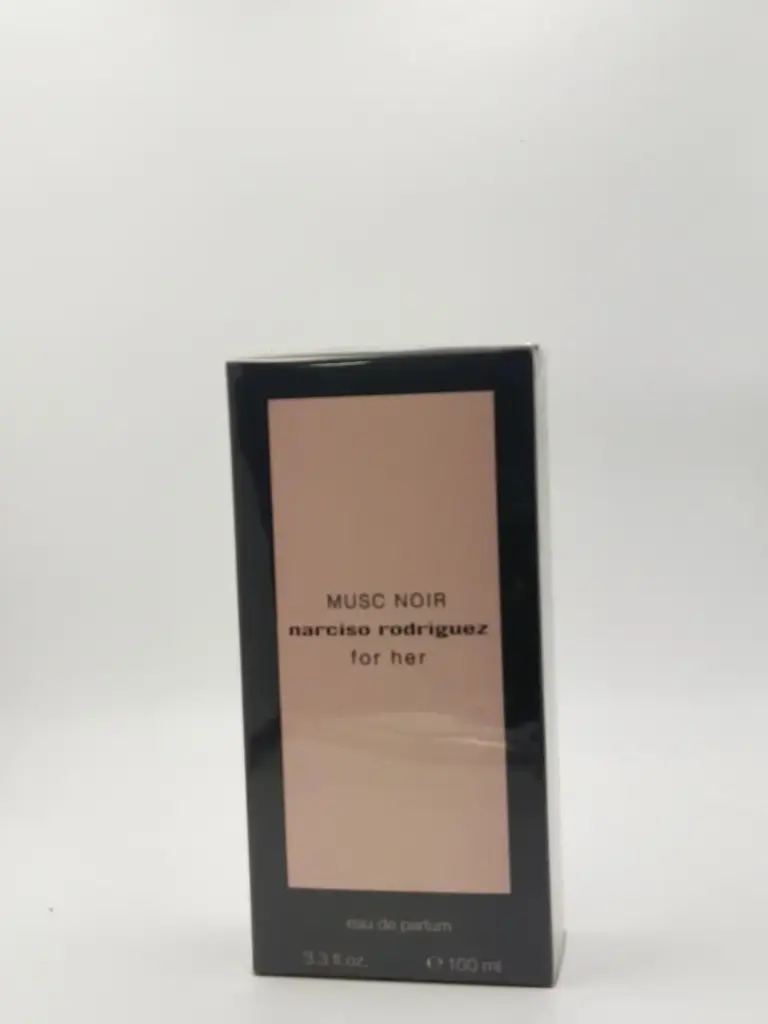 MUSC NOIR
narciso rodriguez
for her
eau de parfum
3.3 fl.oz. ℮ 100 ml